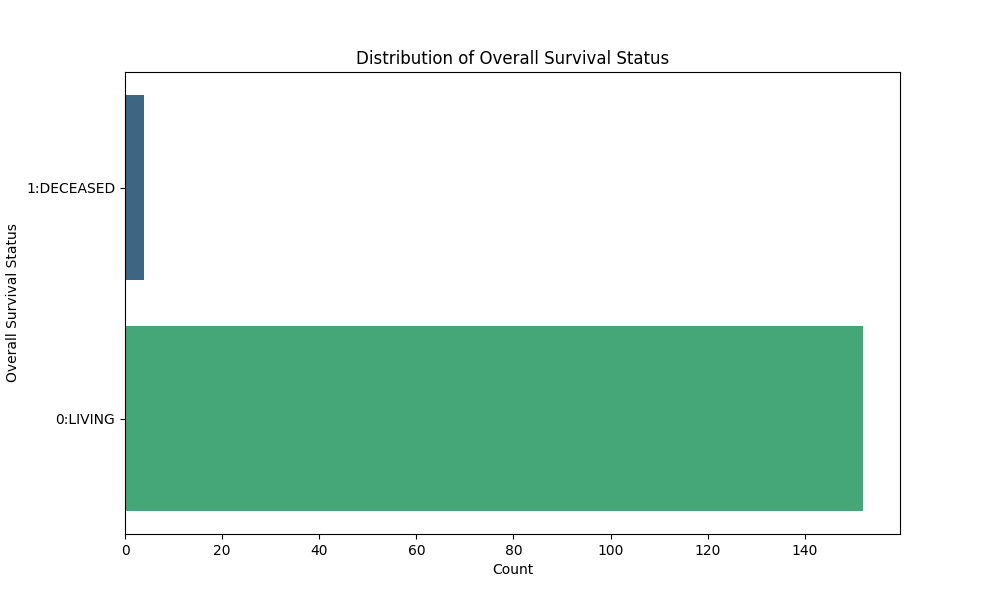 Distribution of Overall Survival Status
Overall Survival Status
1:DECEASED
0:LIVING
0 20 40 60 80 100 120 140
Count